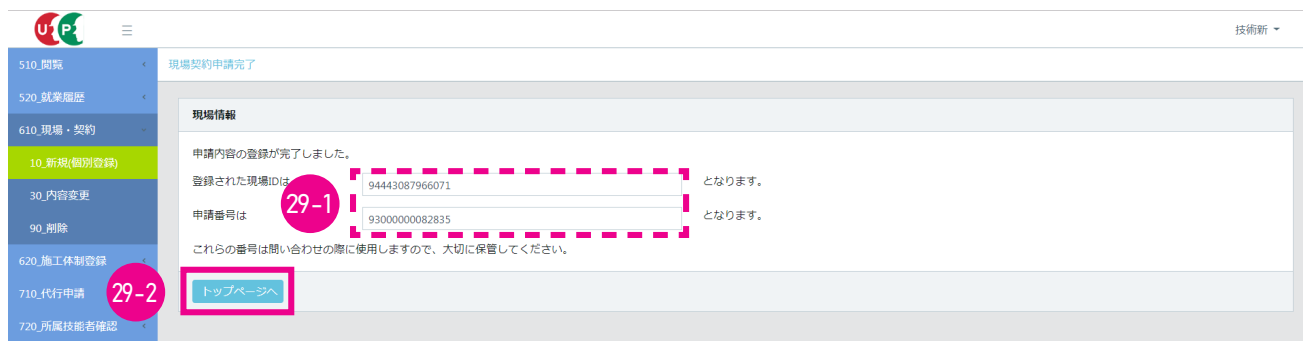 技術新
510_閲覧
現場契約申請完了
520_就業履歴
現場情報
610_現場・契約
申請内容の登録が完了しました。
10_新規(個別登録)
登録された現場IDは 94443087966071 となります。
29-1
30_内容変更
申請番号は 93000000082835 となります。
90_削除
これらの番号は問い合わせの際に使用しますので、大切に保管してください。
620_施工体制登録
29-2
トップページへ
710_代行申請
720_所属技能者確認